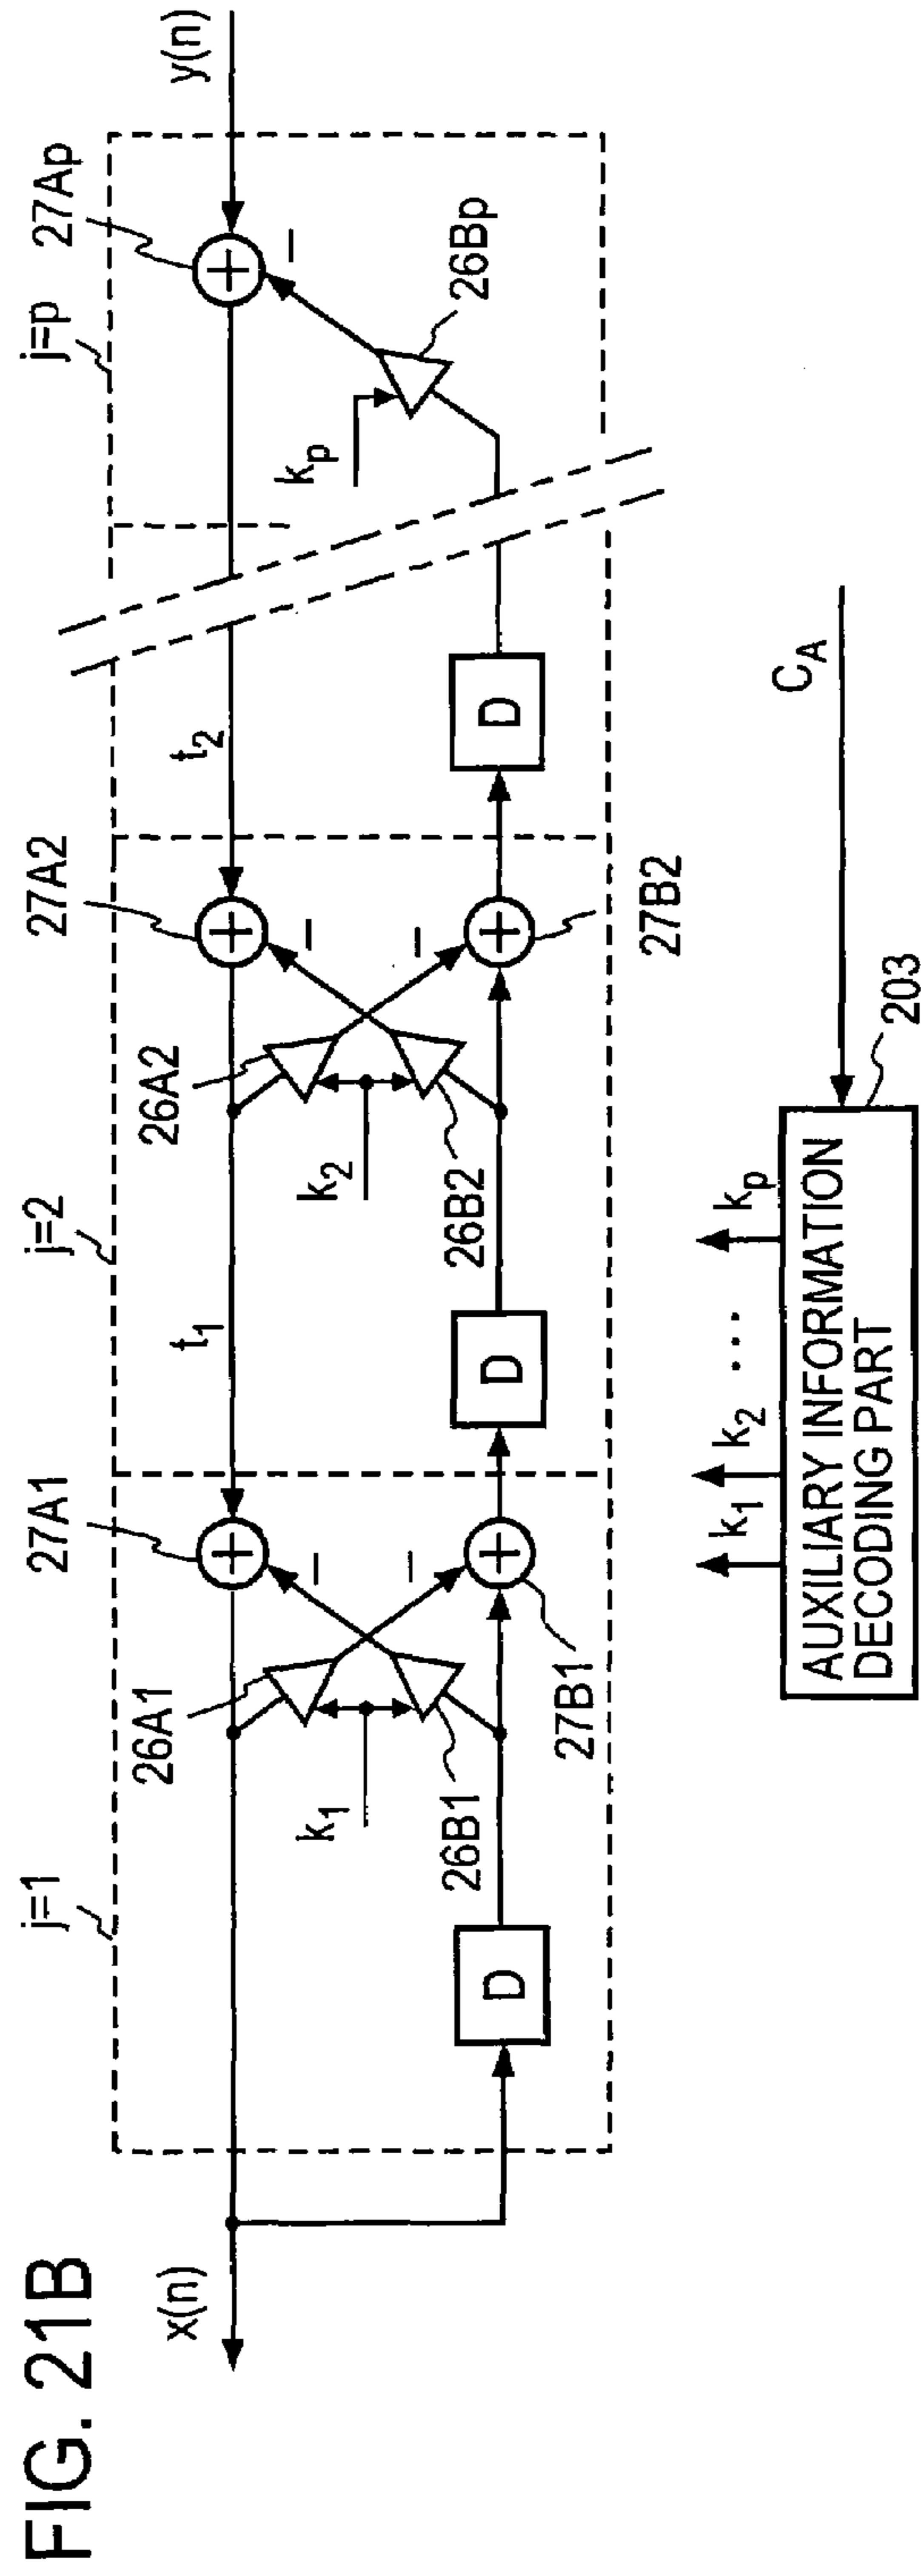 FIG. 21B
j=1
j=2
j=p
27A1
27A2
27Ap
x(n)
t₁
t₂
y(n)
26A1
26A2
k₁
k₂
kₚ
26B1
26B2
26Bp
D
D
D
27B1
27B2
k₁
k₂
...
kₚ
C_A
AUXILIARY INFORMATION
DECODING PART
203